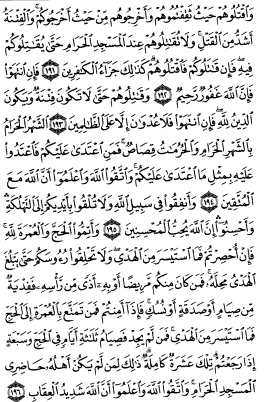 وَٱقْتُلُوهُمْ حَيْثُ ثَقِفْتُمُوهُمْ وَأَخْرِجُوهُم مِّنْ حَيْثُ أَخْرَجُوكُمْ وَٱلْفِتْنَةُ
أَشَدُّ مِنَ ٱلْقَتْلِ وَلَا تُقَٰتِلُوهُمْ عِندَ ٱلْمَسْجِدِ ٱلْحَرَامِ حَتَّىٰ يُقَٰتِلُوكُمْ
فِيهِ فَإِن قَٰتَلُوكُمْ فَٱقْتُلُوهُمْ كَذَٰلِكَ جَزَآءُ ٱلْكَٰفِرِينَ ١٩١ فَإِنِ ٱنتَهَوْا۟
فَإِنَّ ٱللَّهَ غَفُورٌ رَّحِيمٌ ١٩٢ وَقَٰتِلُوهُمْ حَتَّىٰ لَا تَكُونَ فِتْنَةٌ وَيَكُونَ
ٱلدِّينُ لِلَّهِ فَإِنِ ٱنتَهَوْا۟ فَلَا عُدْوَٰنَ إِلَّا عَلَى ٱلظَّٰلِمِينَ ١٩٣ ٱلشَّهْرُ ٱلْحَرَامُ
بِٱلشَّهْرِ ٱلْحَرَامِ وَٱلْحُرُمَٰتُ قِصَاصٌ فَمَنِ ٱعْتَدَىٰ عَلَيْكُمْ فَٱعْتَدُوا۟
عَلَيْهِ بِمِثْلِ مَا ٱعْتَدَىٰ عَلَيْكُمْ وَٱتَّقُوا۟ ٱللَّهَ وَٱعْلَمُوٓا۟ أَنَّ ٱللَّهَ مَعَ
ٱلْمُتَّقِينَ ١٩٤ وَأَنفِقُوا۟ فِى سَبِيلِ ٱللَّهِ وَلَا تُلْقُوا۟ بِأَيْدِيكُمْ إِلَى ٱلتَّهْلُكَةِ
وَأَحْسِنُوٓا۟ إِنَّ ٱللَّهَ يُحِبُّ ٱلْمُحْسِنِينَ ١٩٥ وَأَتِمُّوا۟ ٱلْحَجَّ وَٱلْعُمْرَةَ لِلَّهِ
فَإِنْ أُحْصِرْتُمْ فَمَا ٱسْتَيْسَرَ مِنَ ٱلْهَدْىِ وَلَا تَحْلِقُوا۟ رُءُوسَكُمْ حَتَّىٰ يَبْلُغَ
ٱلْهَدْىُ مَحِلَّهُۥ فَمَن كَانَ مِنكُم مَّرِيضًا أَوْ بِهِۦٓ أَذًى مِّن رَّأْسِهِۦ فَفِدْيَةٌ
مِّن صِيَامٍ أَوْ صَدَقَةٍ أَوْ نُسُكٍ فَإِذَآ أَمِنتُمْ فَمَن تَمَتَّعَ بِٱلْعُمْرَةِ إِلَى ٱلْحَجِّ
فَمَا ٱسْتَيْسَرَ مِنَ ٱلْهَدْىِ فَمَن لَّمْ يَجِدْ فَصِيَامُ ثَلَٰثَةِ أَيَّامٍ فِى ٱلْحَجِّ وَسَبْعَةٍ
إِذَا رَجَعْتُمْ تِلْكَ عَشَرَةٌ كَامِلَةٌ ذَٰلِكَ لِمَن لَّمْ يَكُنْ أَهْلُهُۥ حَاضِرِى
ٱلْمَسْجِدِ ٱلْحَرَامِ وَٱتَّقُوا۟ ٱللَّهَ وَٱعْلَمُوٓا۟ أَنَّ ٱللَّهَ شَدِيدُ ٱلْعِقَابِ ١٩٦